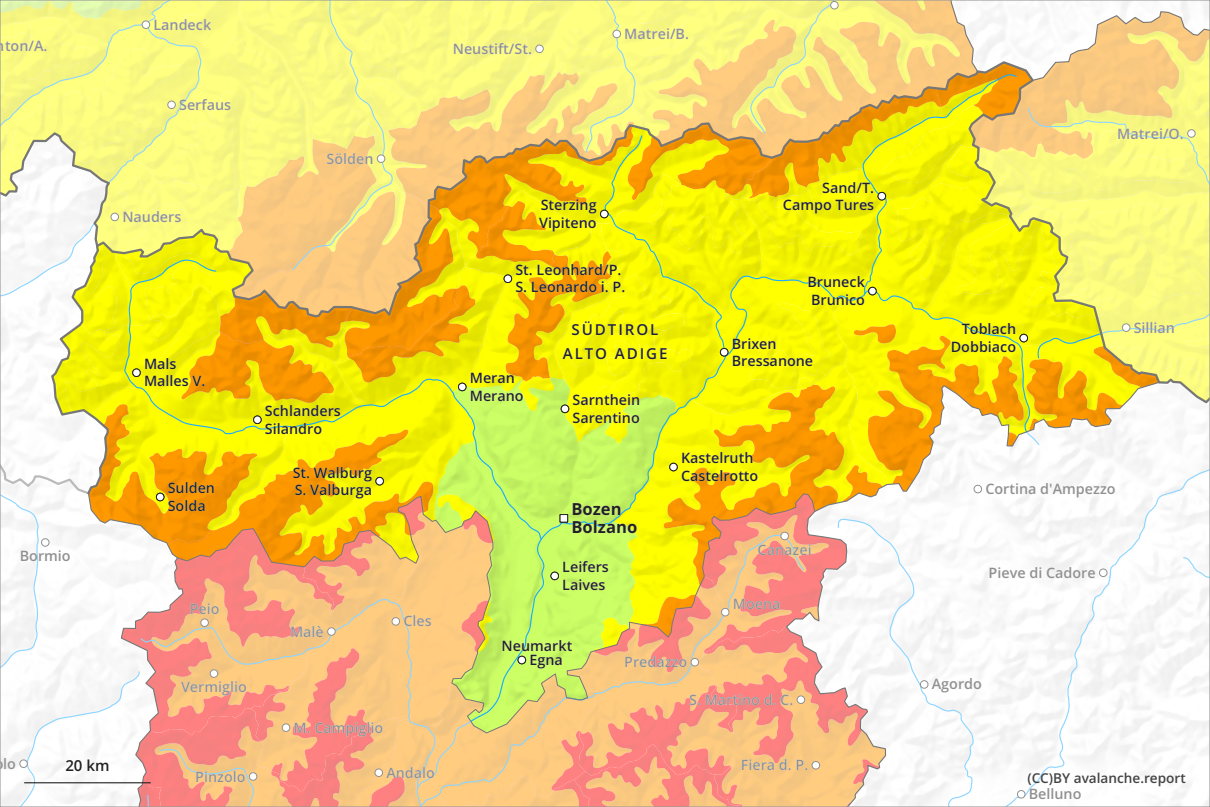 Landeck
nton/A.
Neustift/St.
Matrei/B.
Serfaus
Matrei/O.
Sölden
Nauders
Sand/T.
Campo Tures
Sterzing
Vipiteno
St. Leonhard/P.
S. Leonardo i. P.
Bruneck
Brunico
SÜDTIROL
ALTO ADIGE
Toblach
Dobbiaco
Sillian
Brixen
Bressanone
Mals
Malles V.
Meran
Merano
Schlanders
Silandro
Sarnthein
Sarentino
Kastelruth
Castelrotto
St. Walburg
S. Valburga
Sulden
Solda
Cortina d'Ampezzo
Bozen
Bolzano
Bormio
Canazei
Leifers
Laives
Pieve di Cadore
Peio
Moena
Cles
Malè
Neumarkt
Egna
Predazzo
Vermiglio
Agordo
S. Martino d. C.
M. Campiglio
olo
20 km
Pinzolo
Andalo
Fiera d. P.
(CC)BY avalanche.report
Belluno